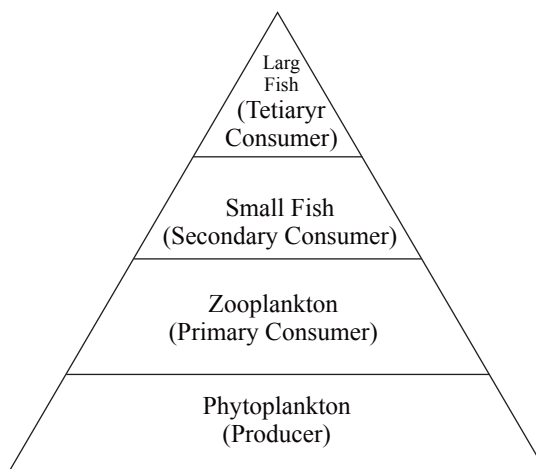 Larg
Fish
(Tetiaryr
Consumer)
Small Fish
(Secondary Consumer)
Zooplankton
(Primary Consumer)
Phytoplankton
(Producer)